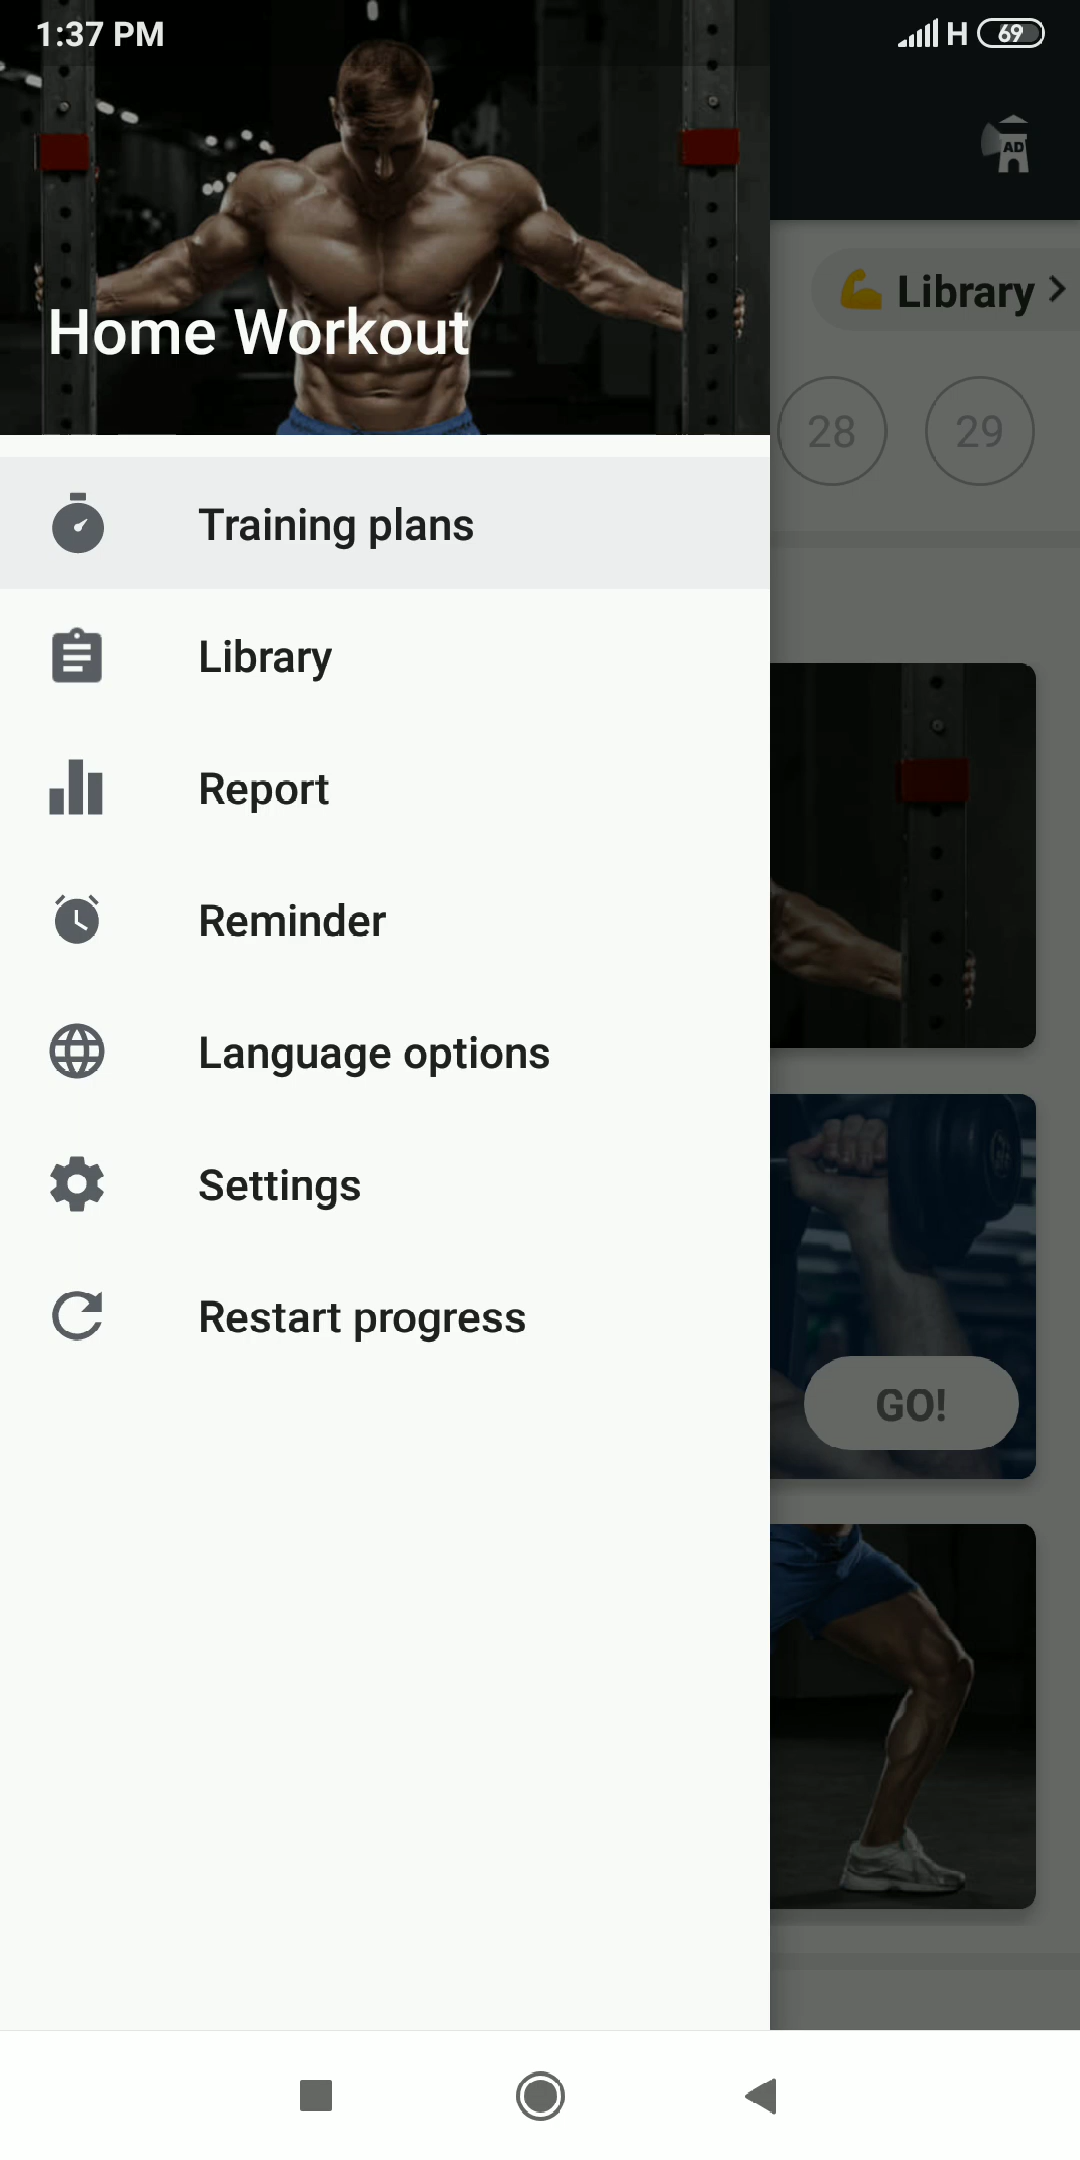 1:37 PM H 69
AD
Home Workout
Library
28 29
Training plans
Library
Report
Reminder
Language options
Settings
Restart progress
GO!